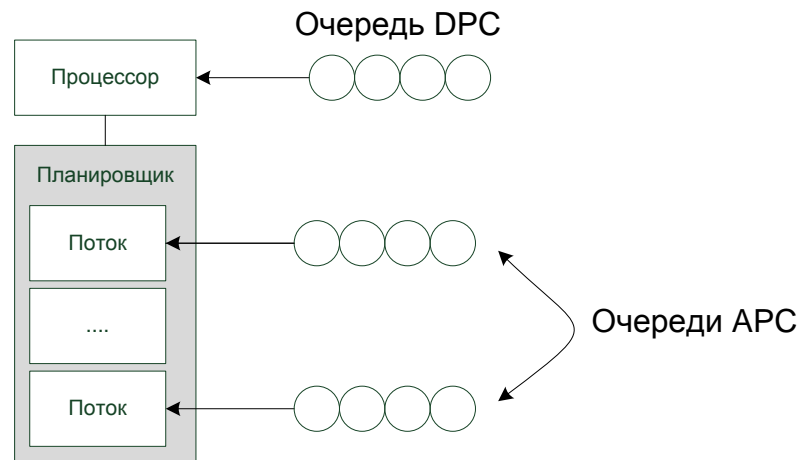 Очередь DPC
Процессор
Планировщик
Поток
....
Очереди APC
Поток